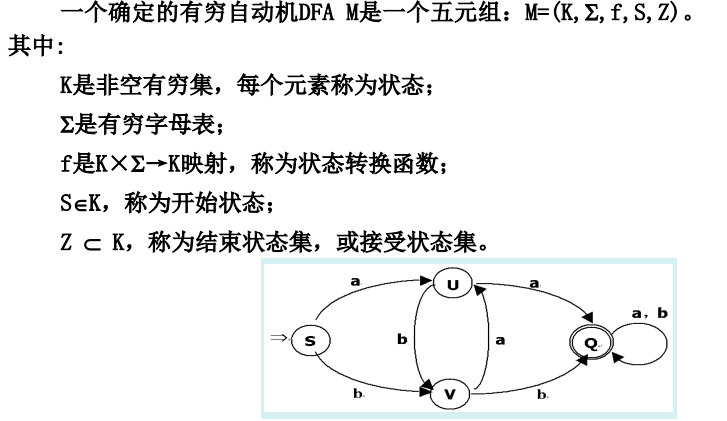 一个确定的有穷自动机DFA M是一个五元组：M=(K,Σ,f,S,Z)。
其中:
K是非空有穷集，每个元素称为状态；
Σ是有穷字母表；
f是K×Σ→K映射，称为状态转换函数；
S∈K，称为开始状态；
Z ⊂ K，称为结束状态集，或接受状态集。
a U a
a, b
⇒ S b a Q
b V b